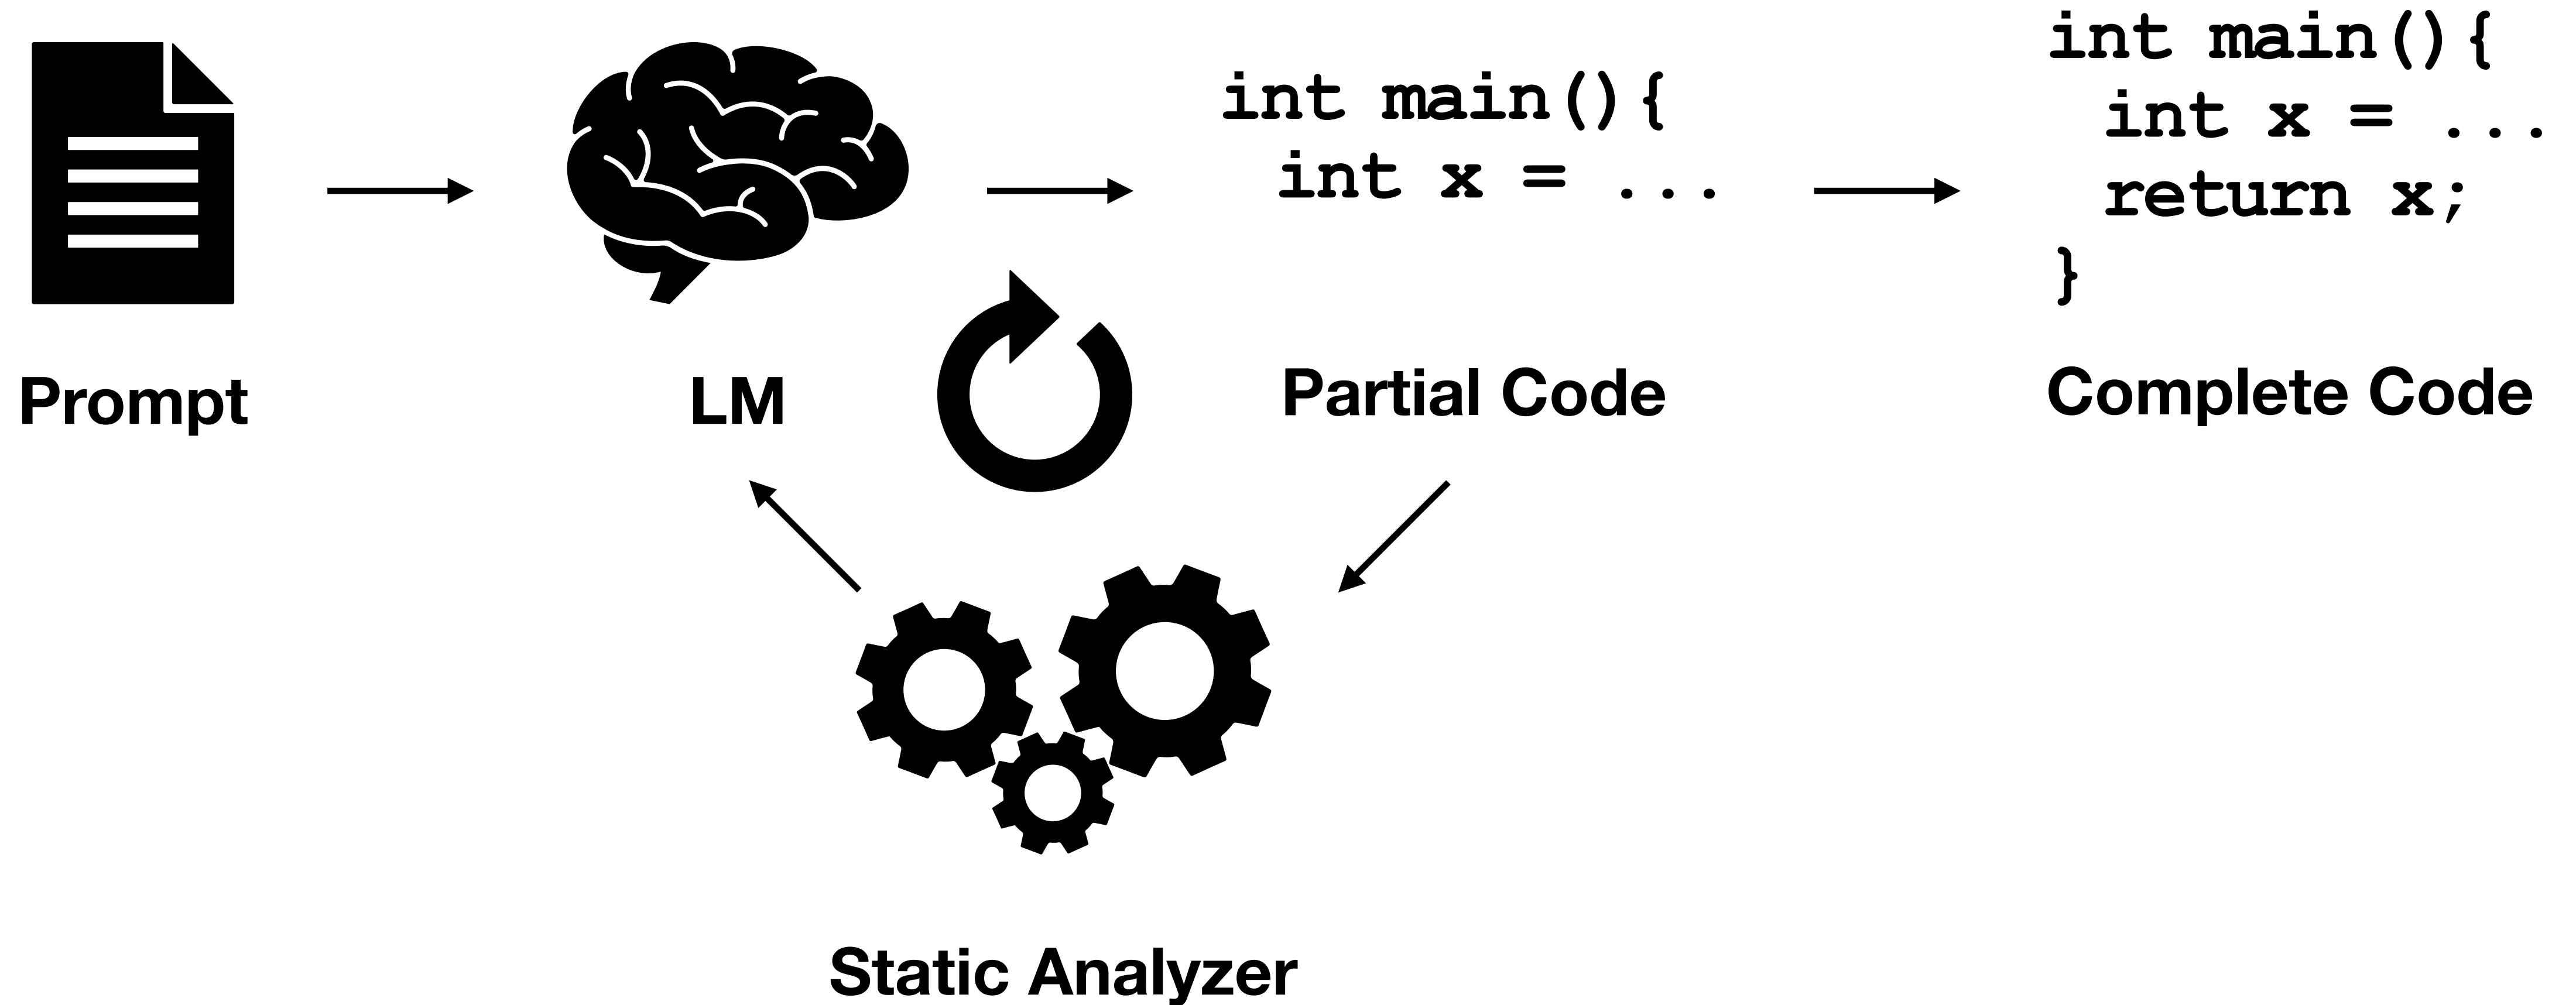 int main(){
 int x = ...
int main(){
 int x = ...
 return x;
}
Prompt
LM
Partial Code
Complete Code
Static Analyzer